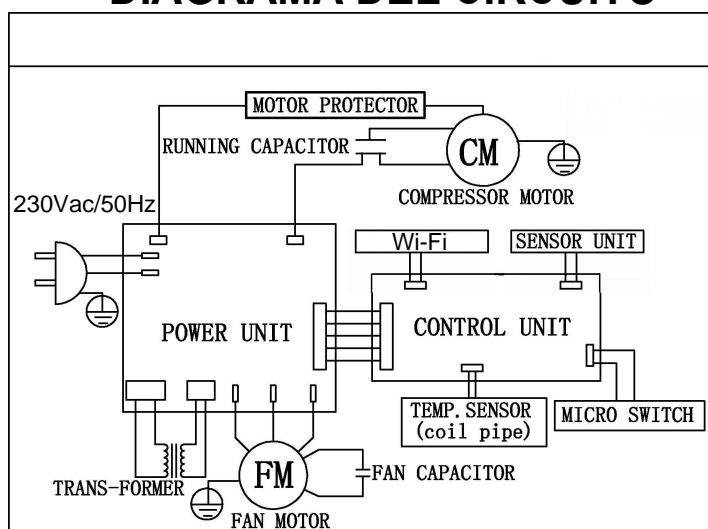 DIAGRAMA DEL CIRCUITO
MOTOR PROTECTOR
RUNNING CAPACITOR
CM
COMPRESSOR MOTOR
230Vac/50Hz
Wi-Fi
SENSOR UNIT
POWER UNIT
CONTROL UNIT
TEMP. SENSOR
(coil pipe)
MICRO SWITCH
TRANS-FORMER
FM
FAN CAPACITOR
FAN MOTOR